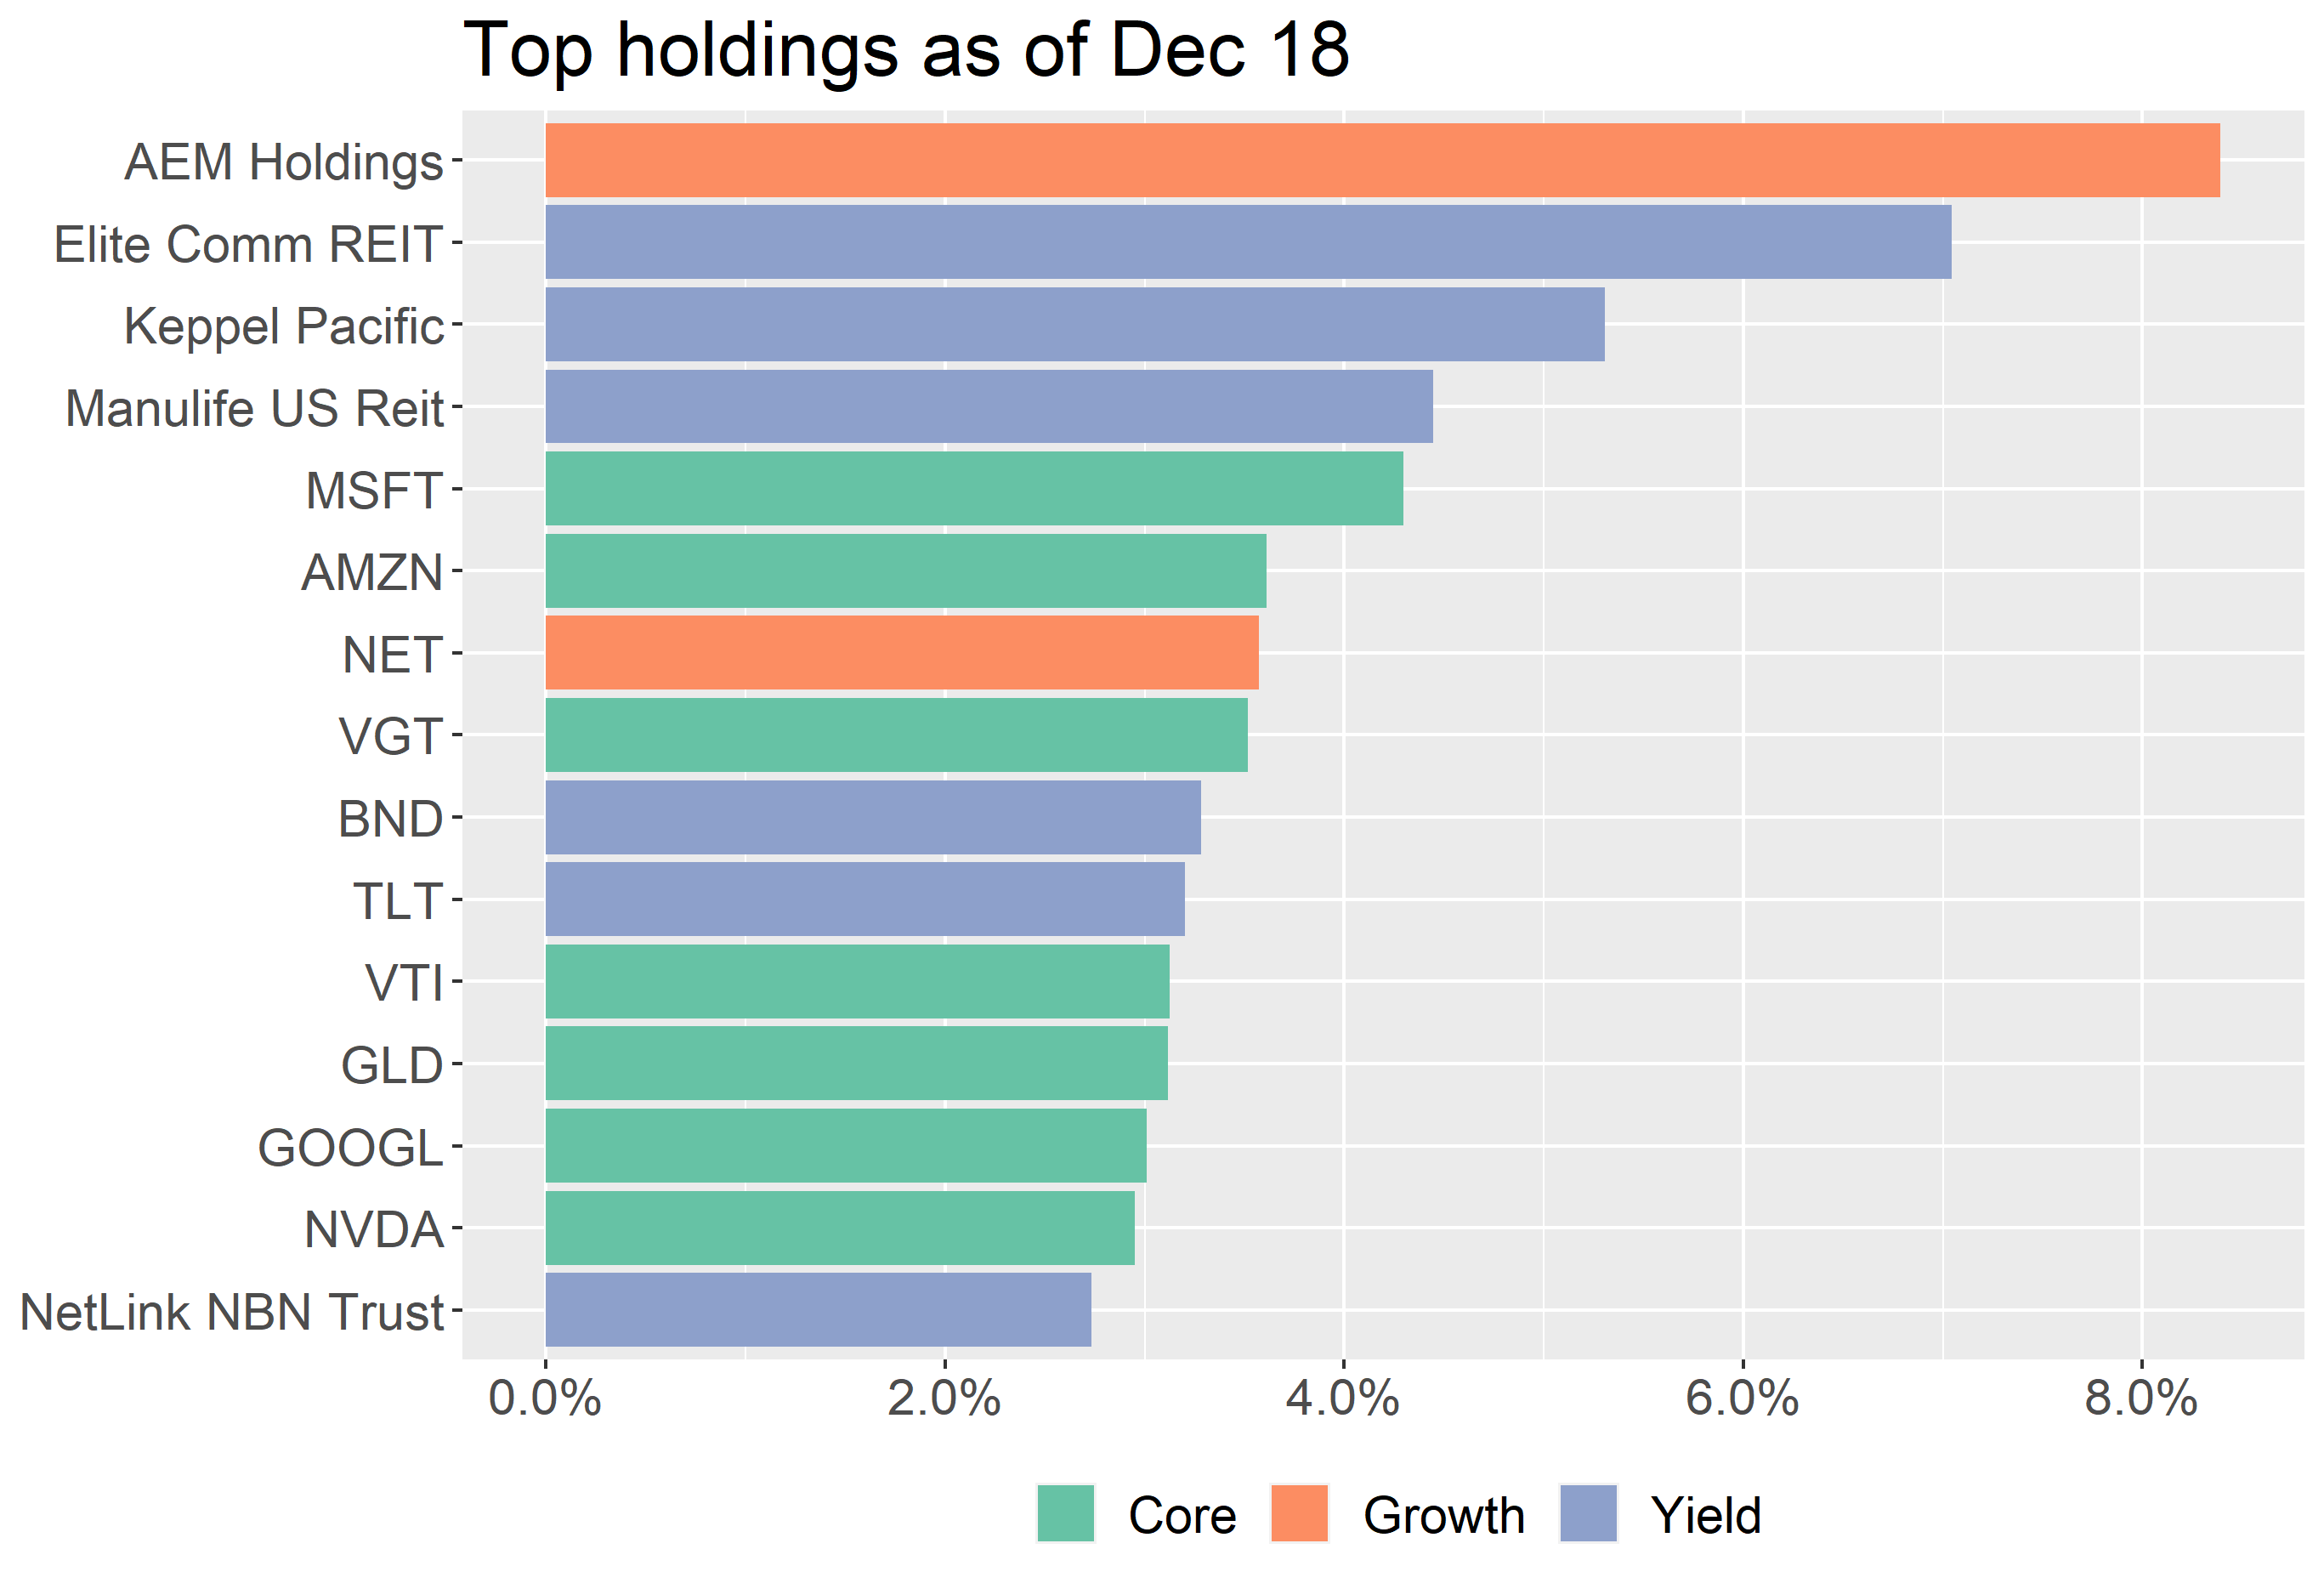 Top holdings as of Dec 18
AEM Holdings
Elite Comm REIT
Keppel Pacific
Manulife US Reit
MSFT
AMZN
NET
VGT
BND
TLT
VTI
GLD
GOOGL
NVDA
NetLink NBN Trust
0.0% 2.0% 4.0% 6.0% 8.0%
Core Growth Yield